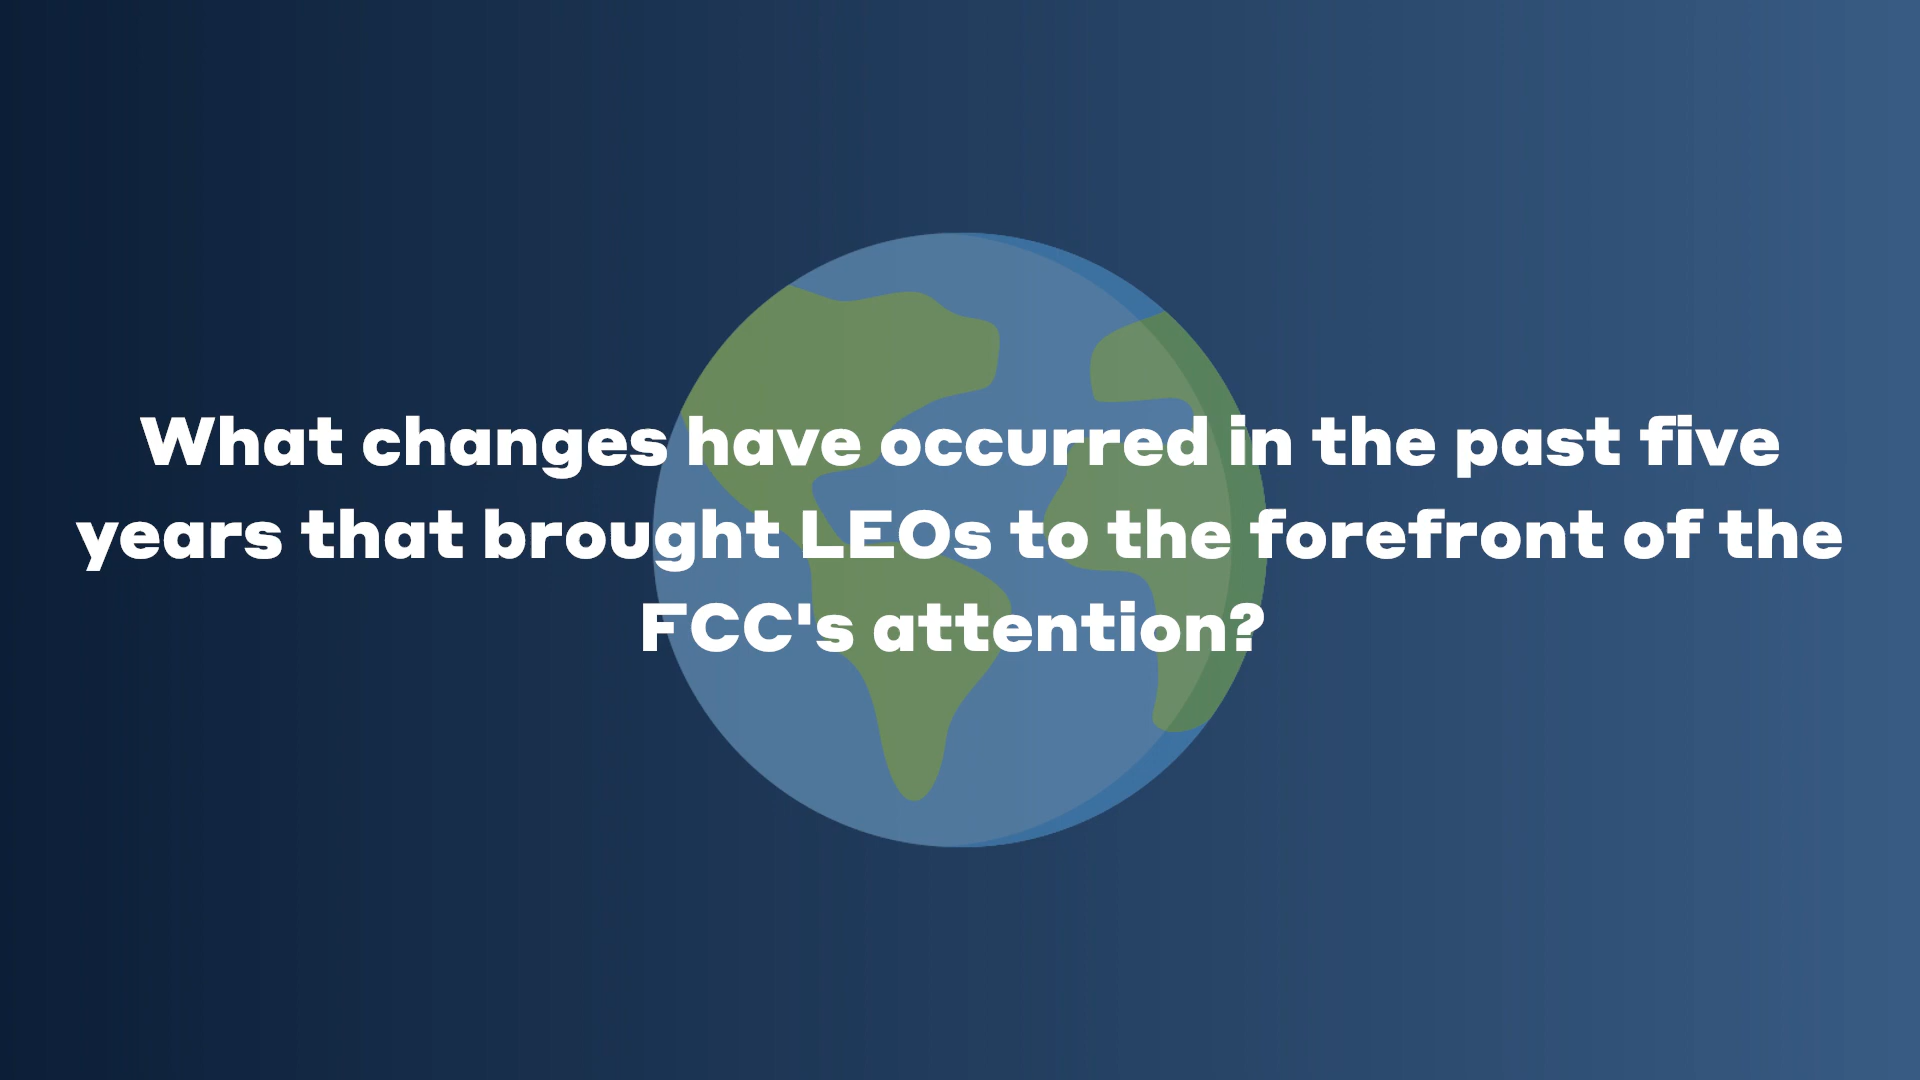 What changes have occurred in the past five
years that brought LEOs to the forefront of the
FCC's attention?